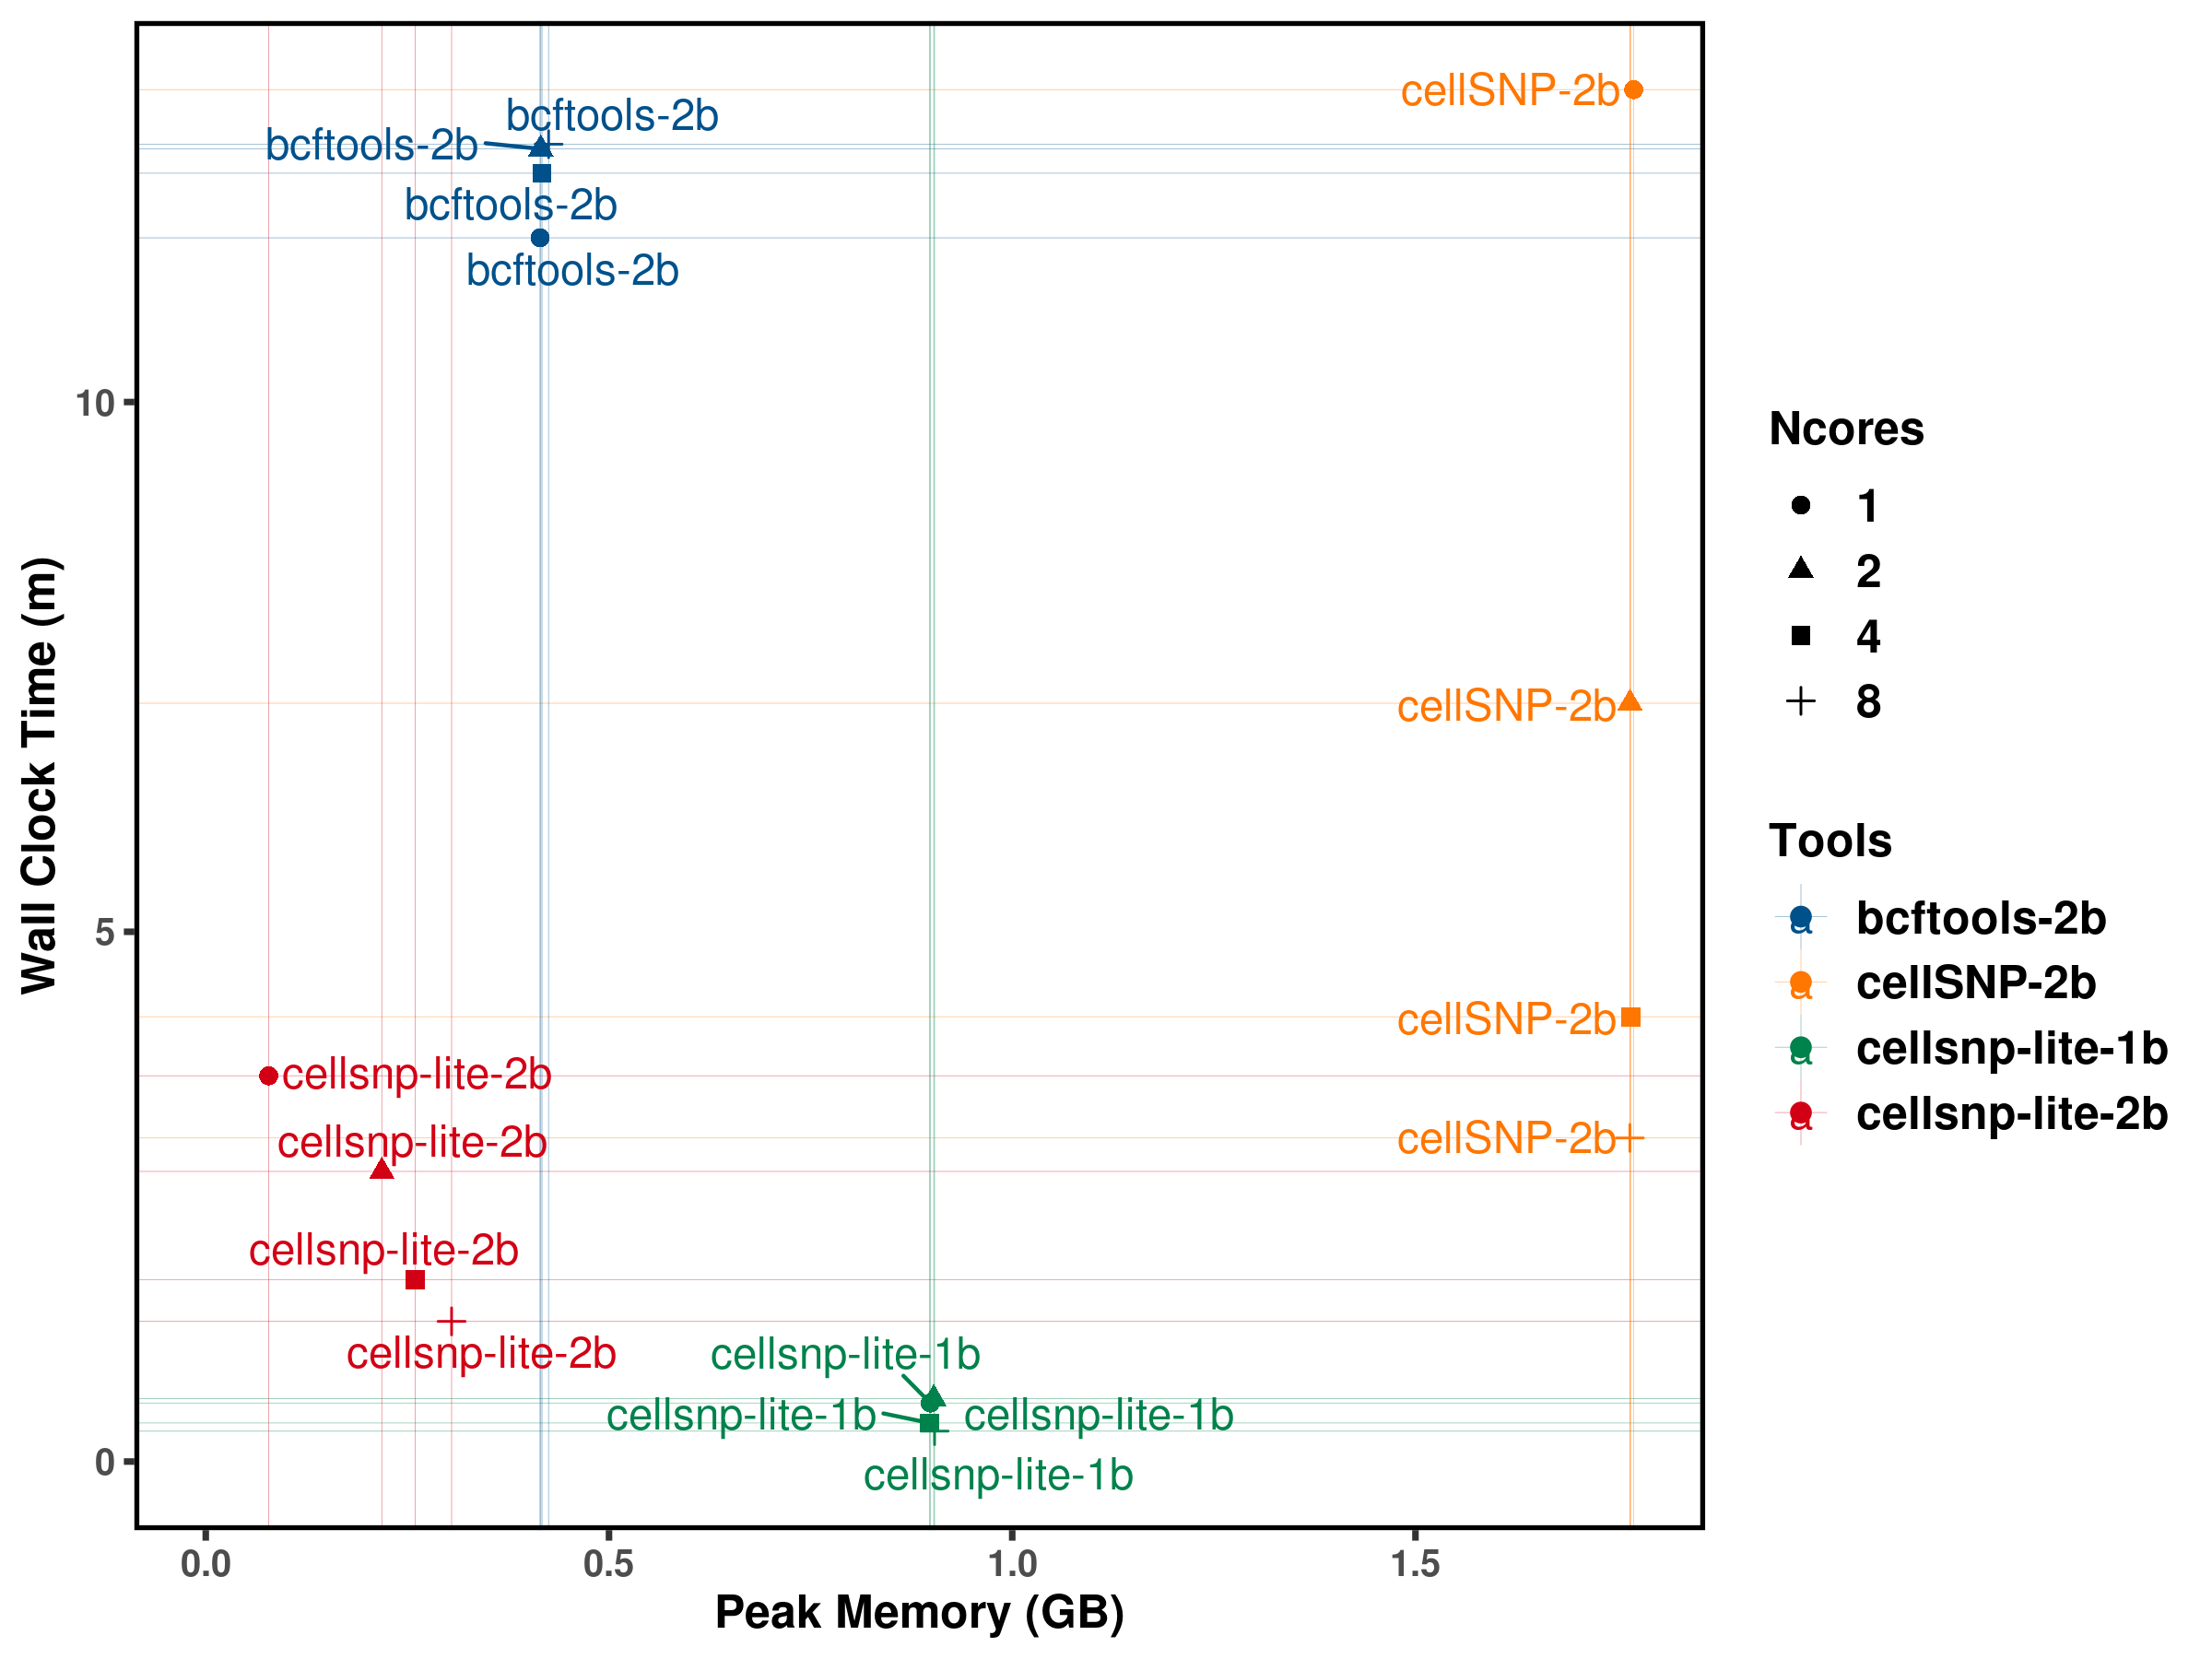 cellSNP-2b
bcftools-2b
bcftools-2b
bcftools-2b
bcftools-2b
10
cellSNP-2b
5
cellSNP-2b
cellsnp-lite-2b
cellsnp-lite-2b
cellSNP-2b
cellsnp-lite-2b
cellsnp-lite-2b
cellsnp-lite-1b
cellsnp-lite-1b
cellsnp-lite-1b
cellsnp-lite-1b
0
0.0
0.5
1.0
1.5
Peak Memory (GB)
Wall Clock Time (m)
Ncores
1
2
4
8
Tools
a bcftools-2b
a cellSNP-2b
a cellsnp-lite-1b
a cellsnp-lite-2b